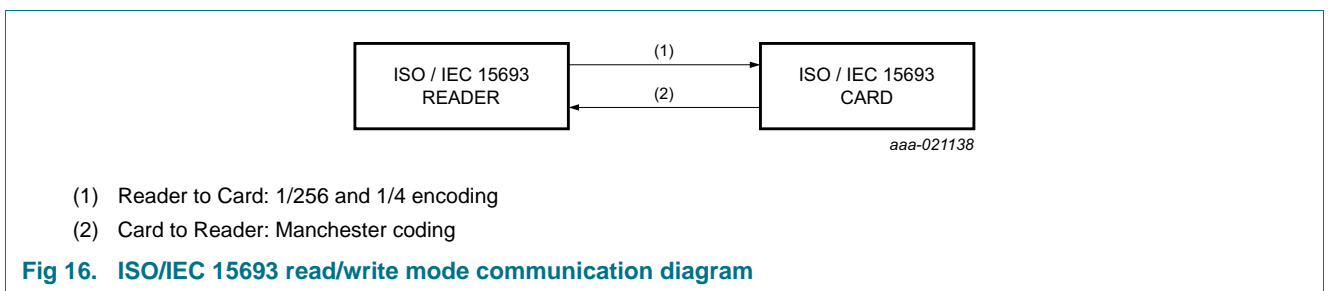 (1)
ISO / IEC 15693
READER
ISO / IEC 15693
CARD
(2)
aaa-021138
(1) Reader to Card: 1/256 and 1/4 encoding
(2) Card to Reader: Manchester coding
Fig 16. ISO/IEC 15693 read/write mode communication diagram